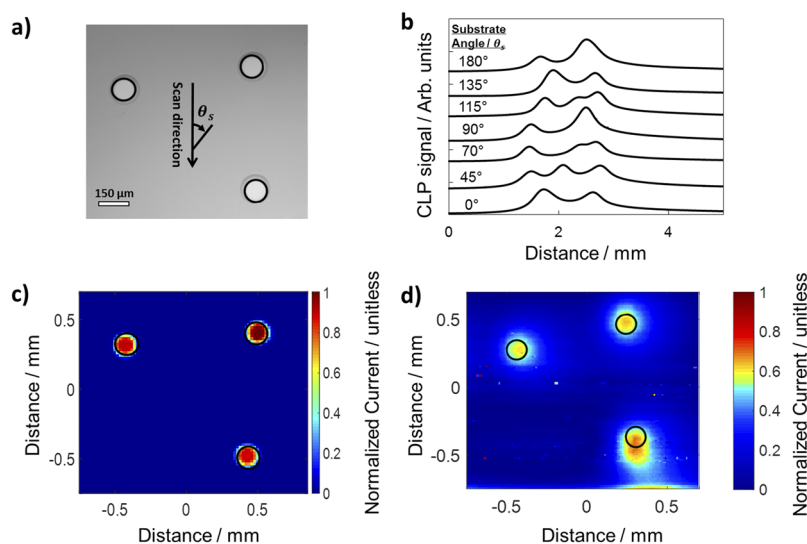 a)
Scan direction
θs
150 µm
b)
CLP signal / Arb. units
Substrate
Angle / θs
180°
135°
115°
90°
70°
45°
0°
0
2
4
Distance / mm
c)
Distance / mm
0.5
0
-0.5
-0.5
0
0.5
Distance / mm
1
0.8
0.6
0.4
0.2
0
Normalized Current / unitless
d)
Distance / mm
0.5
0
-0.5
-0.5
0
0.5
Distance / mm
1
0.8
0.6
0.4
0.2
0
Normalized Current / unitless